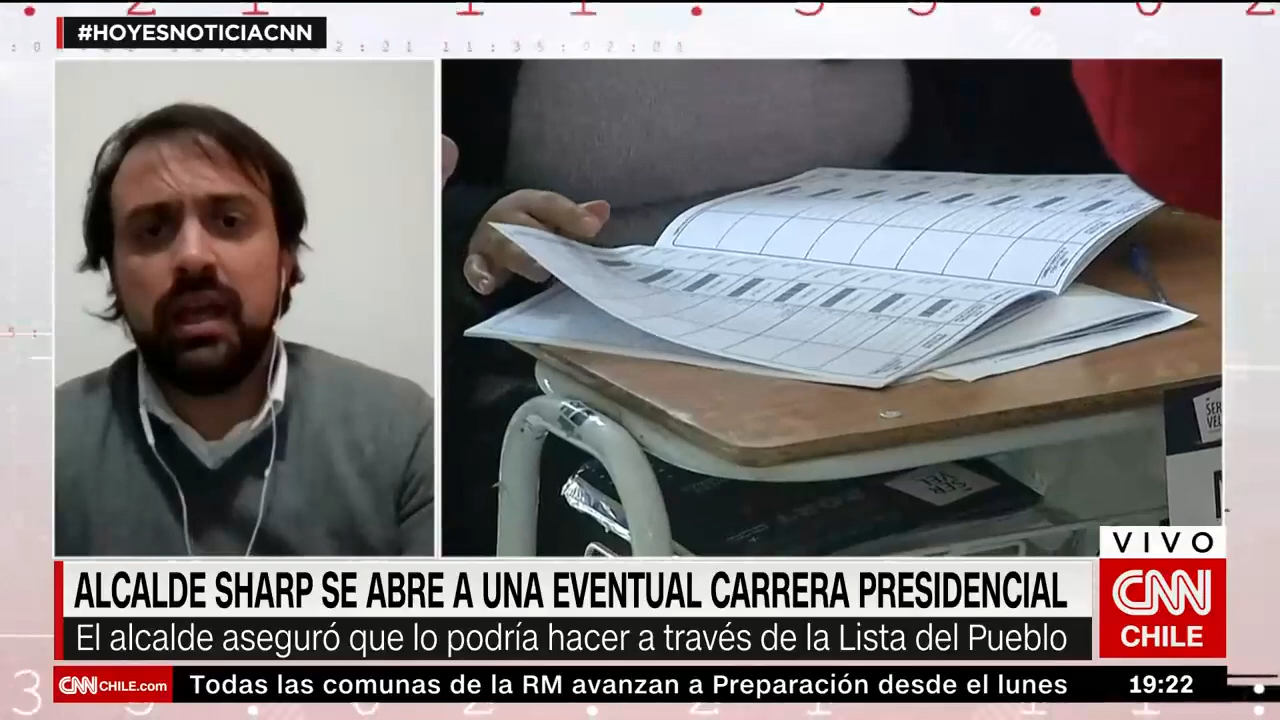 #HOYESNOTICIACNN
VIVO
CNN
CHILE
ALCALDE SHARP SE ABRE A UNA EVENTUAL CARRERA PRESIDENCIAL
El alcalde aseguró que lo podría hacer a través de la Lista del Pueblo
CNNCHILE.com
Todas las comunas de la RM avanzan a Preparación desde el lunes
19:22
SER
VEL